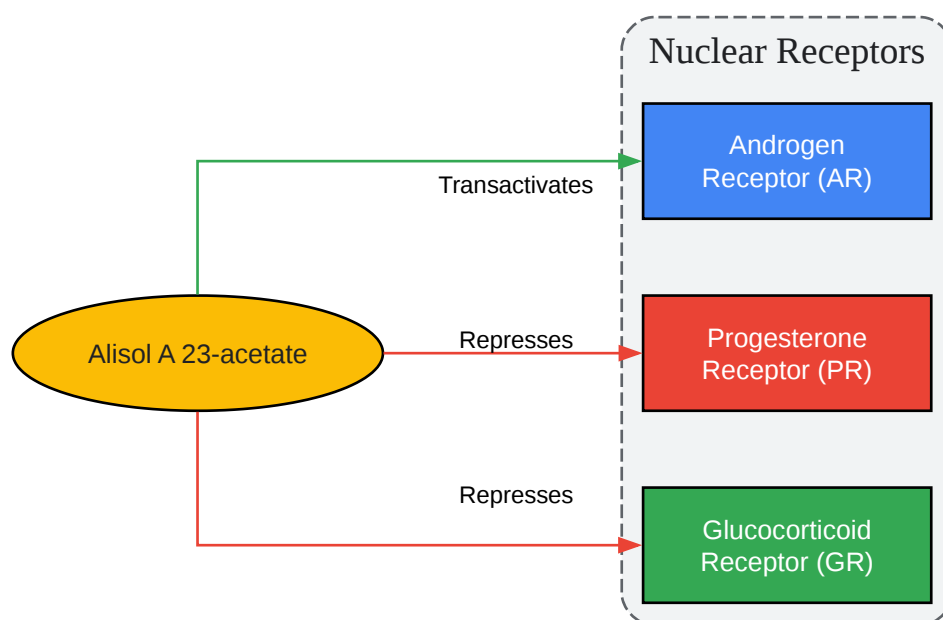 Nuclear Receptors
Androgen
Receptor (AR)
Transactivates
Alisol A 23-acetate
Represses
Progesterone
Receptor (PR)
Represses
Glucocorticoid
Receptor (GR)